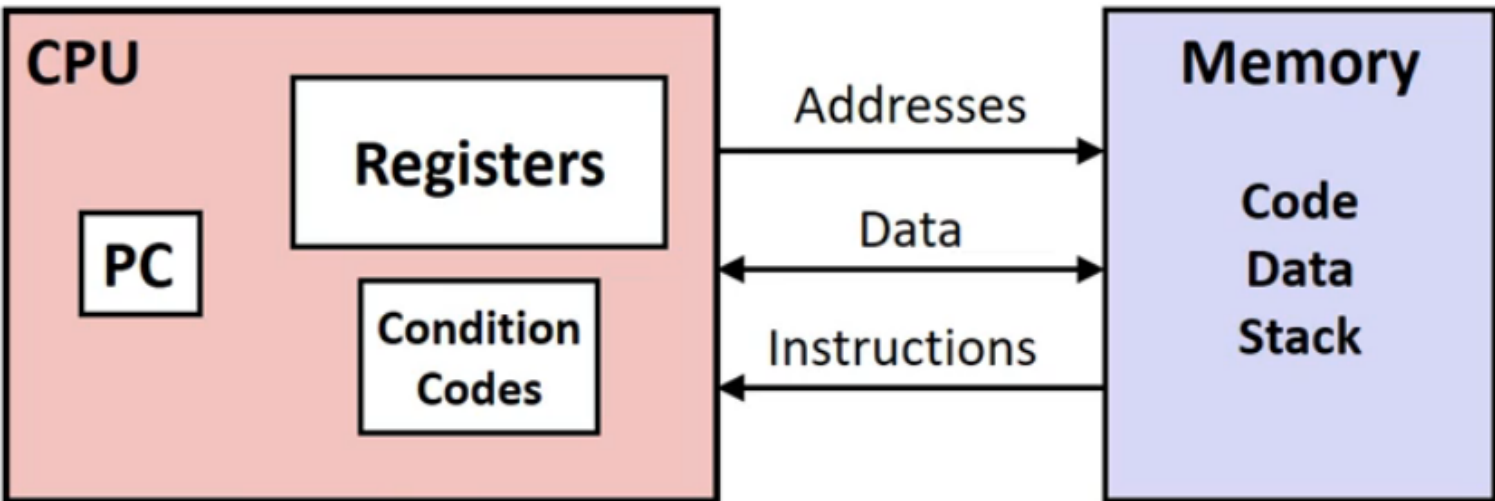 CPU
Registers
PC
Condition
Codes
Addresses
Data
Instructions
Memory
Code
Data
Stack